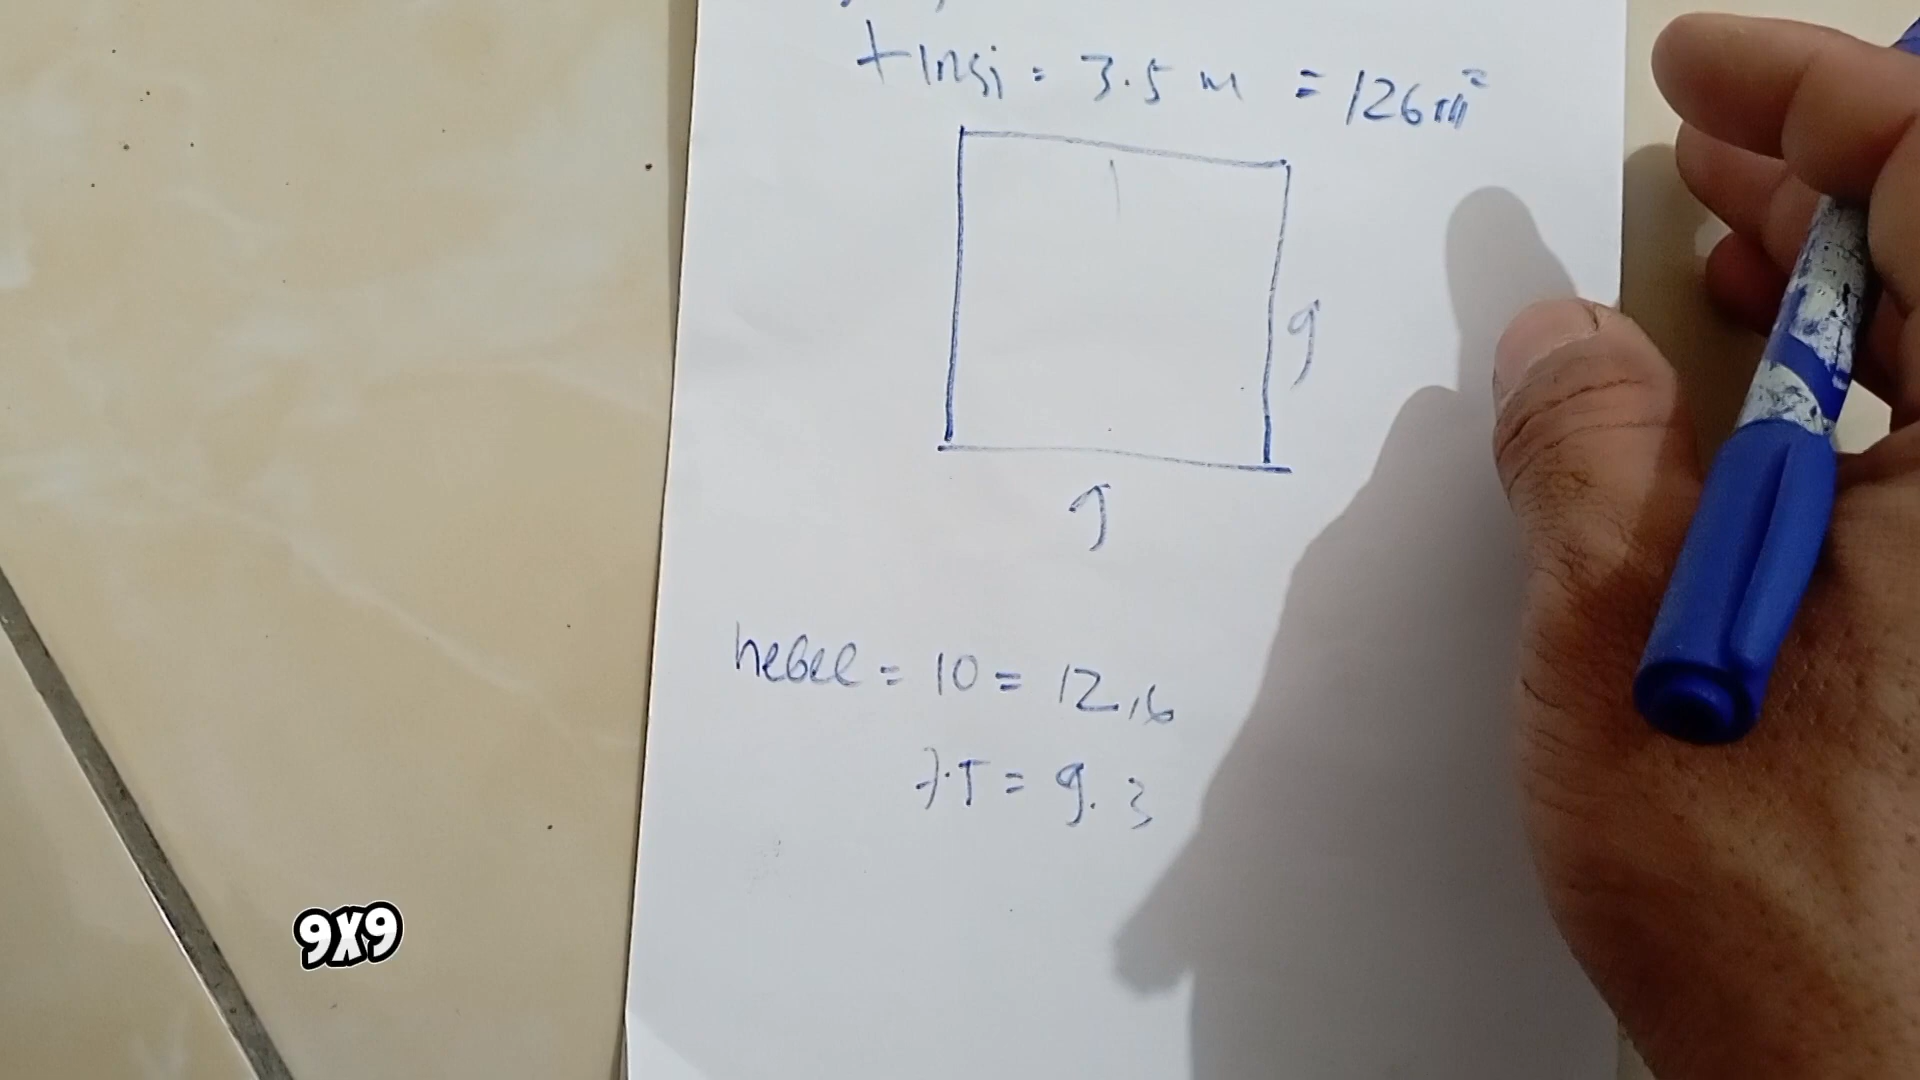 tinggi = 3.5 m = 126 m²
9
9
hebel = 10 = 12,6
7.5 = 9.3
9X9